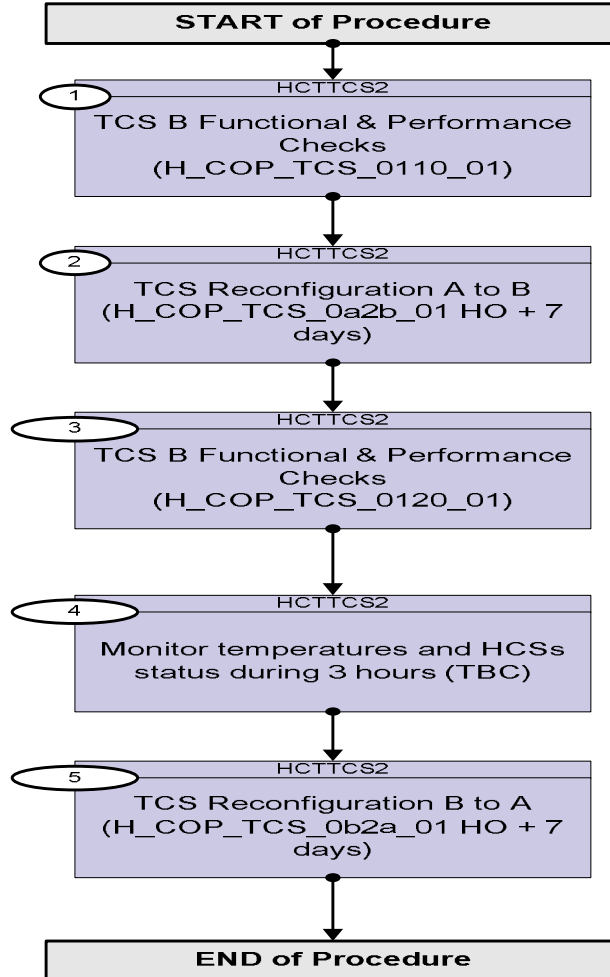 START of Procedure
1
HCTTCS2
TCS B Functional & Performance
Checks
(H_COP_TCS_0110_01)
2
HCTTCS2
TCS Reconfiguration A to B
(H_COP_TCS_0a2b_01 HO + 7
days)
3
HCTTCS2
TCS B Functional & Performance
Checks
(H_COP_TCS_0120_01)
4
HCTTCS2
Monitor temperatures and HCSs
status during 3 hours (TBC)
5
HCTTCS2
TCS Reconfiguration B to A
(H_COP_TCS_0b2a_01 HO + 7
days)
END of Procedure